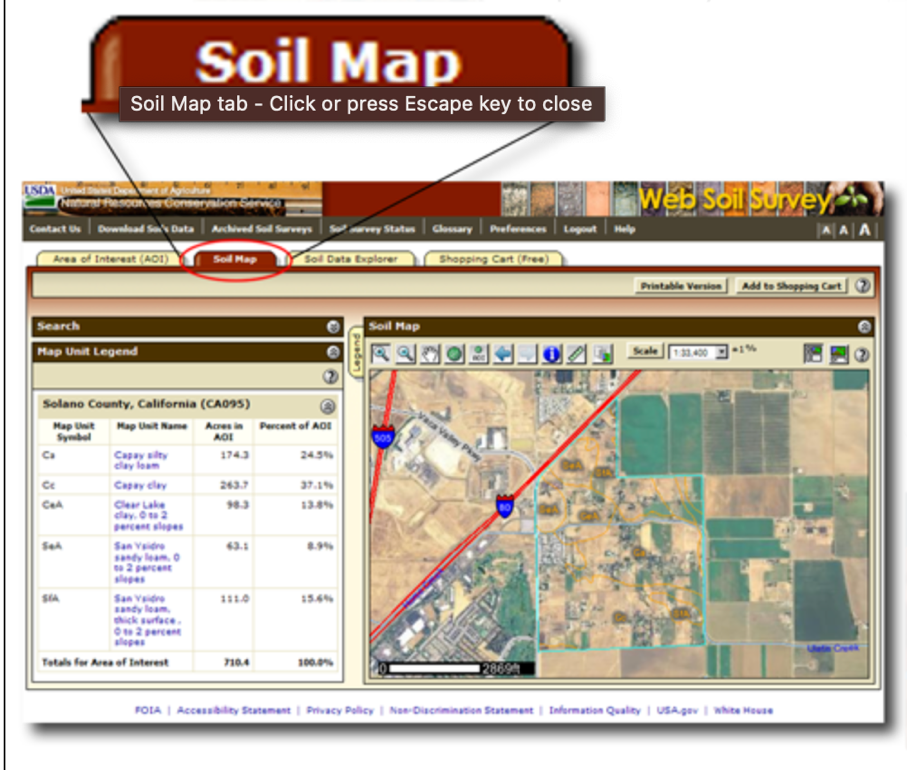 Soil Map
Soil Map tab - Click or press Escape key to close
USDA United States Department of Agriculture
Natural Resources Conservation Service
Web Soil Survey
Contact Us Download Soils Data Archived Soil Surveys Soil Survey Status Glossary Preferences Logout Help A A A
Area of Interest (AOI) Soil Map Soil Data Explorer Shopping Cart (Free)
Printable Version Add to Shopping Cart ?
Search
Map Unit Legend
?
Solano County, California (CA095)
Map Unit Symbol Map Unit Name Acres in AOI Percent of AOI
Ca Capay silty clay loam 174.3 24.5%
Cc Capay clay 263.7 37.1%
CeA Clear Lake clay, 0 to 2 percent slopes 98.3 13.8%
SeA San Ysidro sandy loam, 0 to 2 percent slopes 63.1 8.9%
SfA San Ysidro sandy loam, thick surface, 0 to 2 percent slopes 111.0 15.6%
Totals for Area of Interest 710.4 100.0%
Legend
Soil Map
AOI i Scale 1:33,400 ?
505
Vaca Valley Pkwy
80
CeA
SfA
SeA
CeA
Ca
Cc
SfA
Ulatis Creek
0 2869ft
FOIA | Accessibility Statement | Privacy Policy | Non-Discrimination Statement | Information Quality | USA.gov | White House